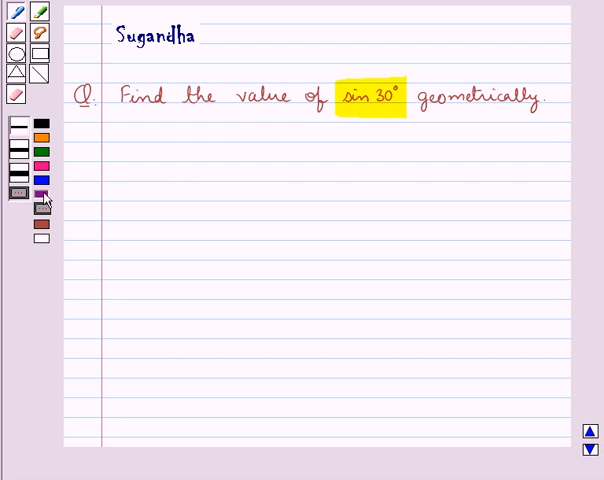 Sugandha
Q. Find the value of sin 30° geometrically.